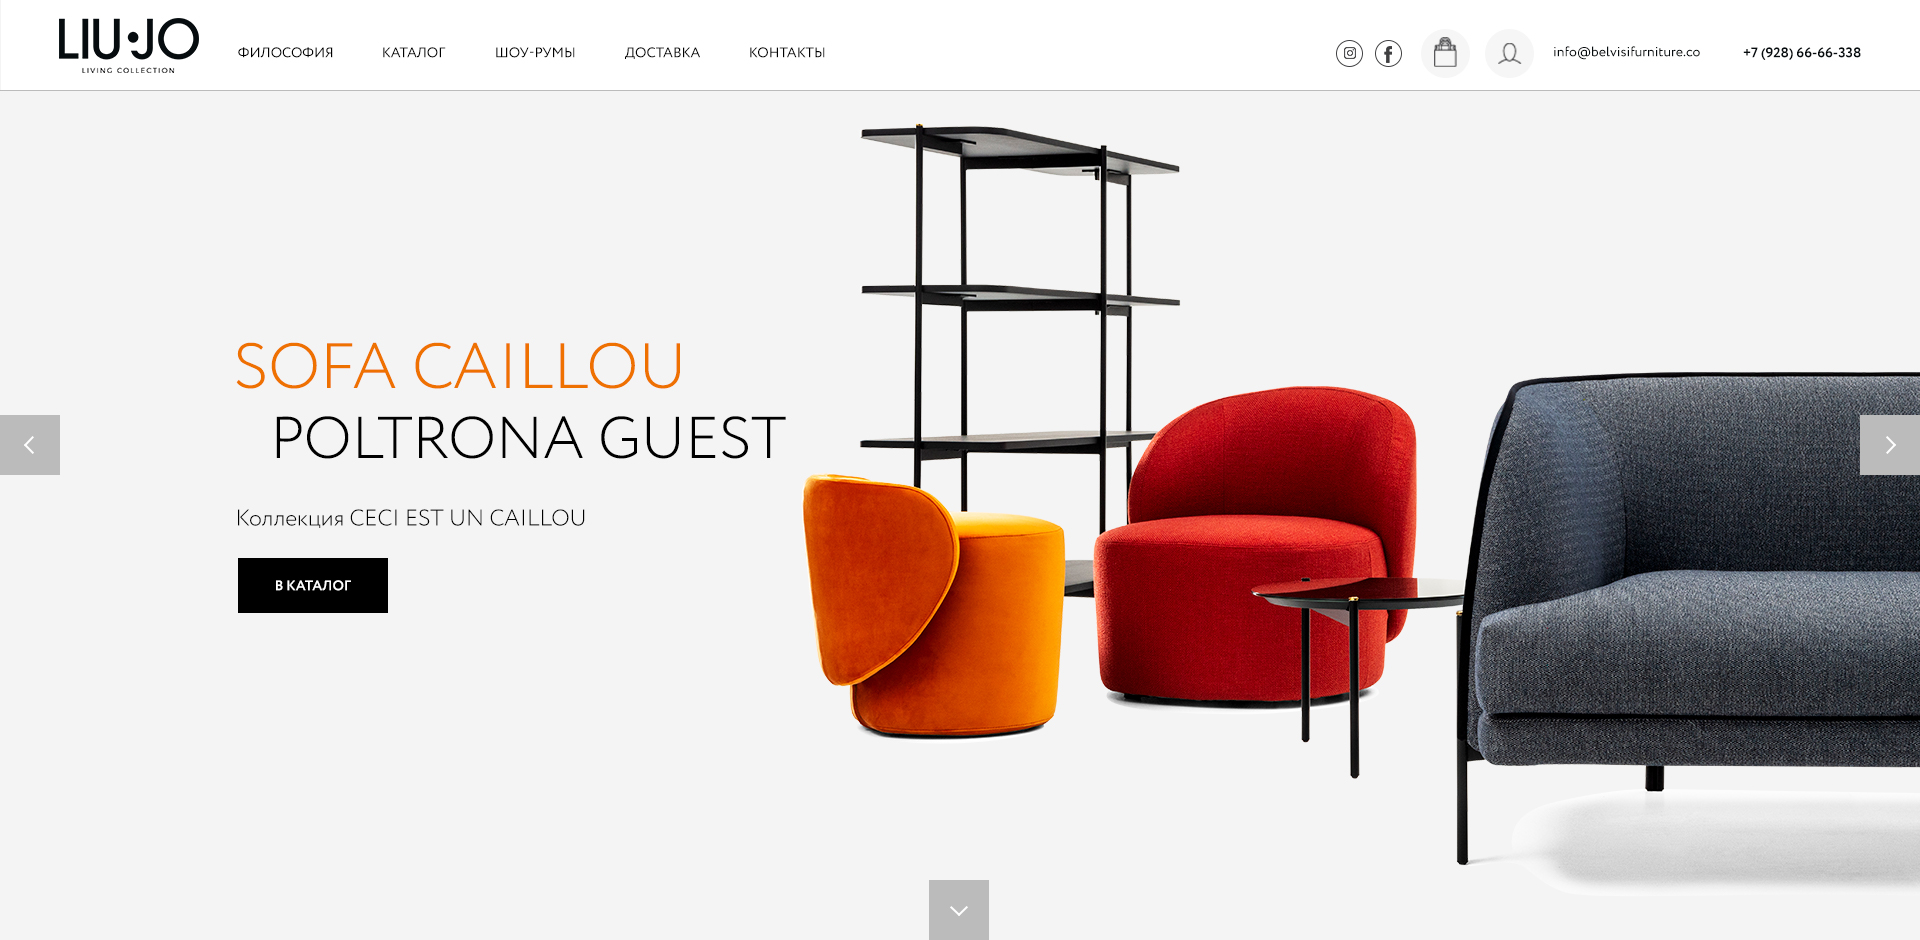 LIU·JO
LIVING COLLECTION
ФИЛОСОФИЯ
КАТАЛОГ
ШОУ-РУМЫ
ДОСТАВКА
КОНТАКТЫ
info@belvisifurniture.co
+7 (928) 66-66-338
SOFA CAILLOU
POLTRONA GUEST
Коллекция CECI EST UN CAILLOU
В КАТАЛОГ